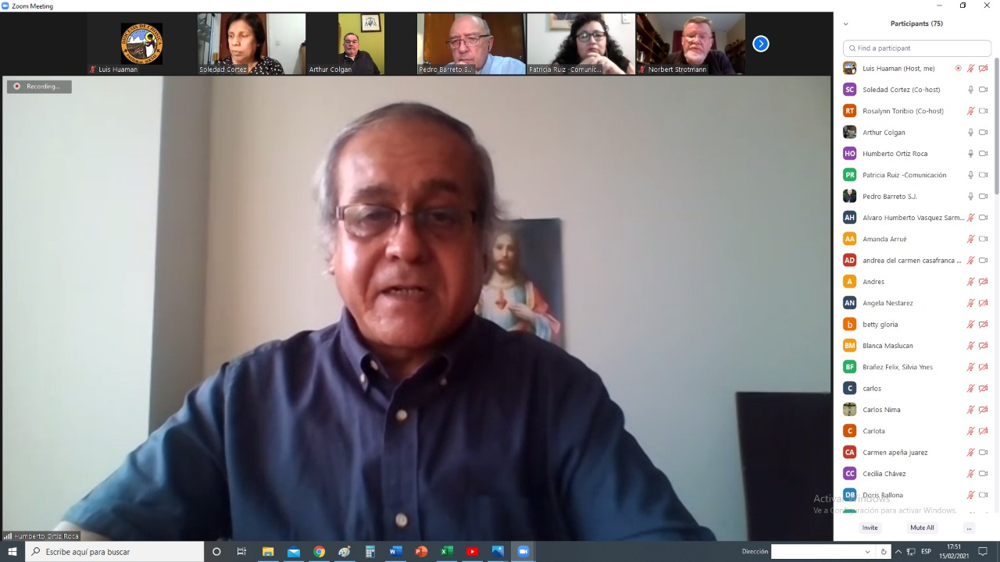 Zoom Meeting
Luis Huaman
Soledad Cortez
Arthur Colgan
Pedro Barreto S.J.
Patricia Ruiz -Comunic...
Norbert Strotmann
Recording...
Humberto Ortiz Roca
Participants (75)
Find a participant
Luis Huaman (Host, me)
SC Soledad Cortez (Co-host)
RT Rosalynn Toribio (Co-host)
Arthur Colgan
HO Humberto Ortiz Roca
PR Patricia Ruiz -Comunicación
Pedro Barreto S.J.
AH Alvaro Humberto Vasquez Sarm...
AA Amanda Arrué
AD andrea del carmen casafranca ...
A Andres
AN Angela Nestarez
b betty gloria
BM Blanca Maslucan
BF Brañez Felix, Silvia Ynes
C carlos
Carlos Nima
C Carlota
CA Carmen apeña juarez
CC Cecilia Chávez
DB Doris Ballona
Activar Windows
Ve a Configuración para activar Windows.
Invite
Mute All
...
Escribe aquí para buscar
Dirección
ESP
17:51
15/02/2021